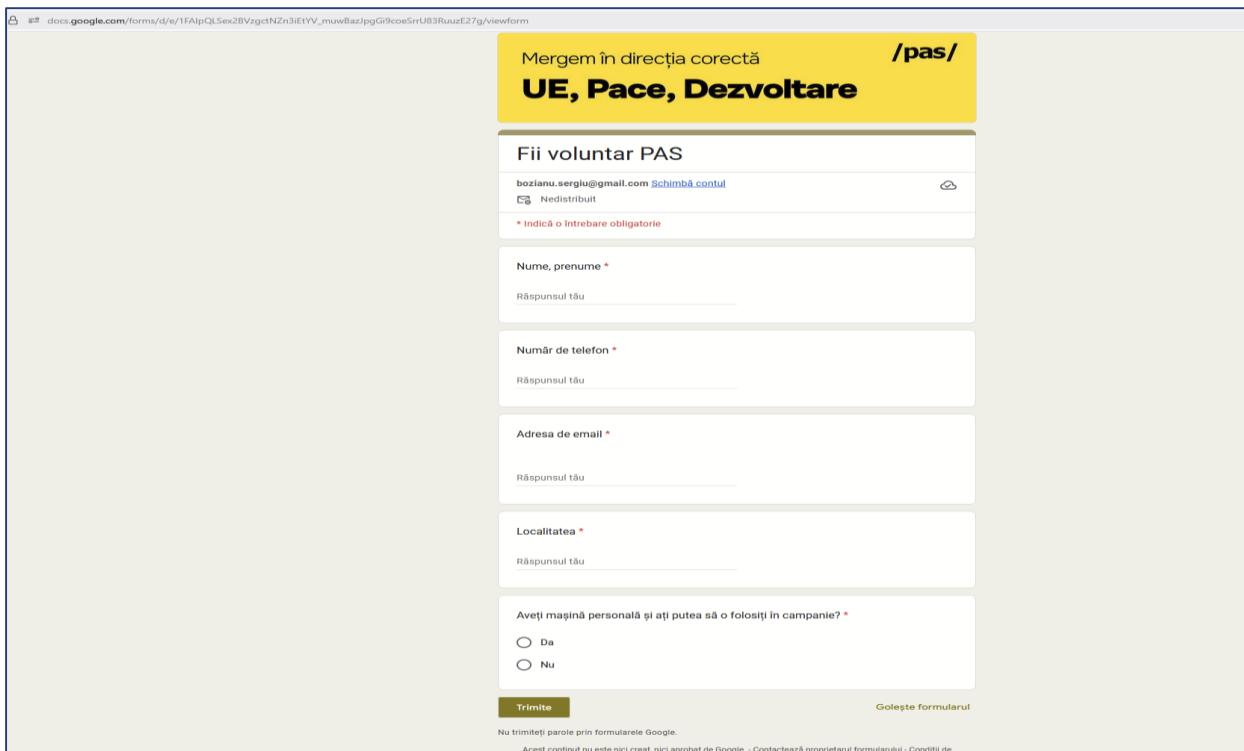 docs.google.com/forms/d/e/1FAIpQLSex2BVzgctNZn3iEtYV_muwBazJpgGi9coeSrrU83RuuzE27g/viewform
Mergem în direcția corectă
/pas/
UE, Pace, Dezvoltare
Fii voluntar PAS
bozianu.sergiu@gmail.com Schimbă contul
Nedistribuit
* Indică o întrebare obligatorie
Nume, prenume *
Răspunsul tău
Număr de telefon *
Răspunsul tău
Adresa de email *
Răspunsul tău
Localitatea *
Răspunsul tău
Aveți mașină personală și ați putea să o folosiți în campanie? *
Da
Nu
Trimite
Golește formularul
Nu trimiteți parole prin formularele Google.
Acest conținut nu este nici creat, nici aprobat de Google. - Contactează proprietarul formularului - Condiții de